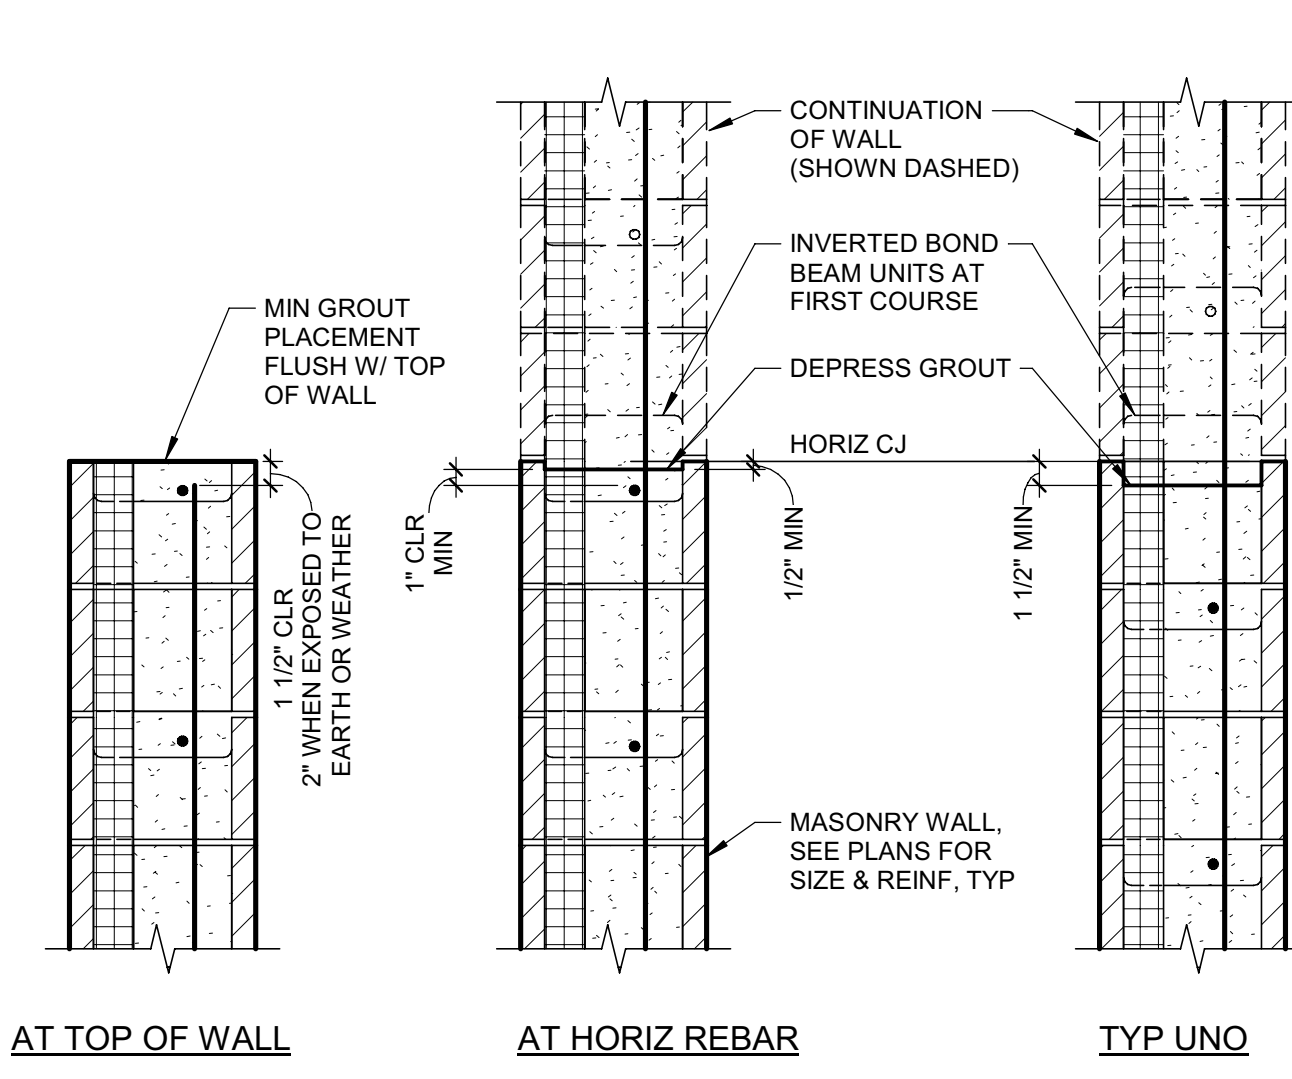 CONTINUATION
OF WALL
(SHOWN DASHED)
INVERTED BOND
BEAM UNITS AT
FIRST COURSE
MIN GROUT
PLACEMENT
FLUSH W/ TOP
OF WALL
DEPRESS GROUT
HORIZ CJ
1 1/2" CLR
2" WHEN EXPOSED TO
EARTH OR WEATHER
1" CLR
MIN
1/2" MIN
1 1/2" MIN
MASONRY WALL,
SEE PLANS FOR
SIZE & REINF, TYP
AT TOP OF WALL
AT HORIZ REBAR
TYP UNO